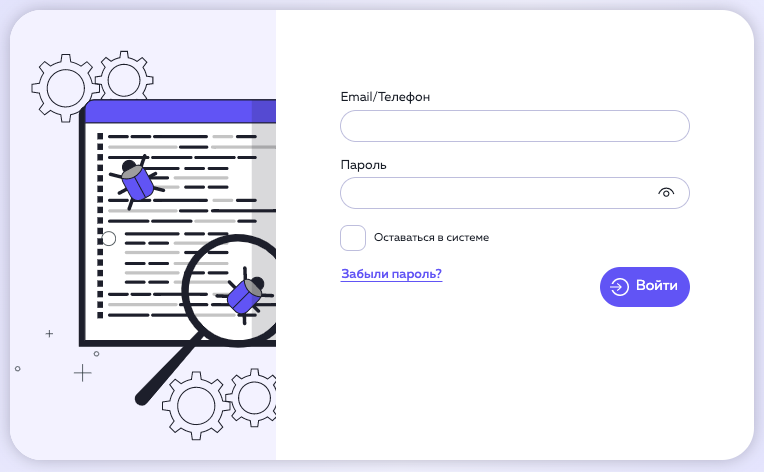 Email/Телефон
Пароль
Оставаться в системе
Забыли пароль?
Войти